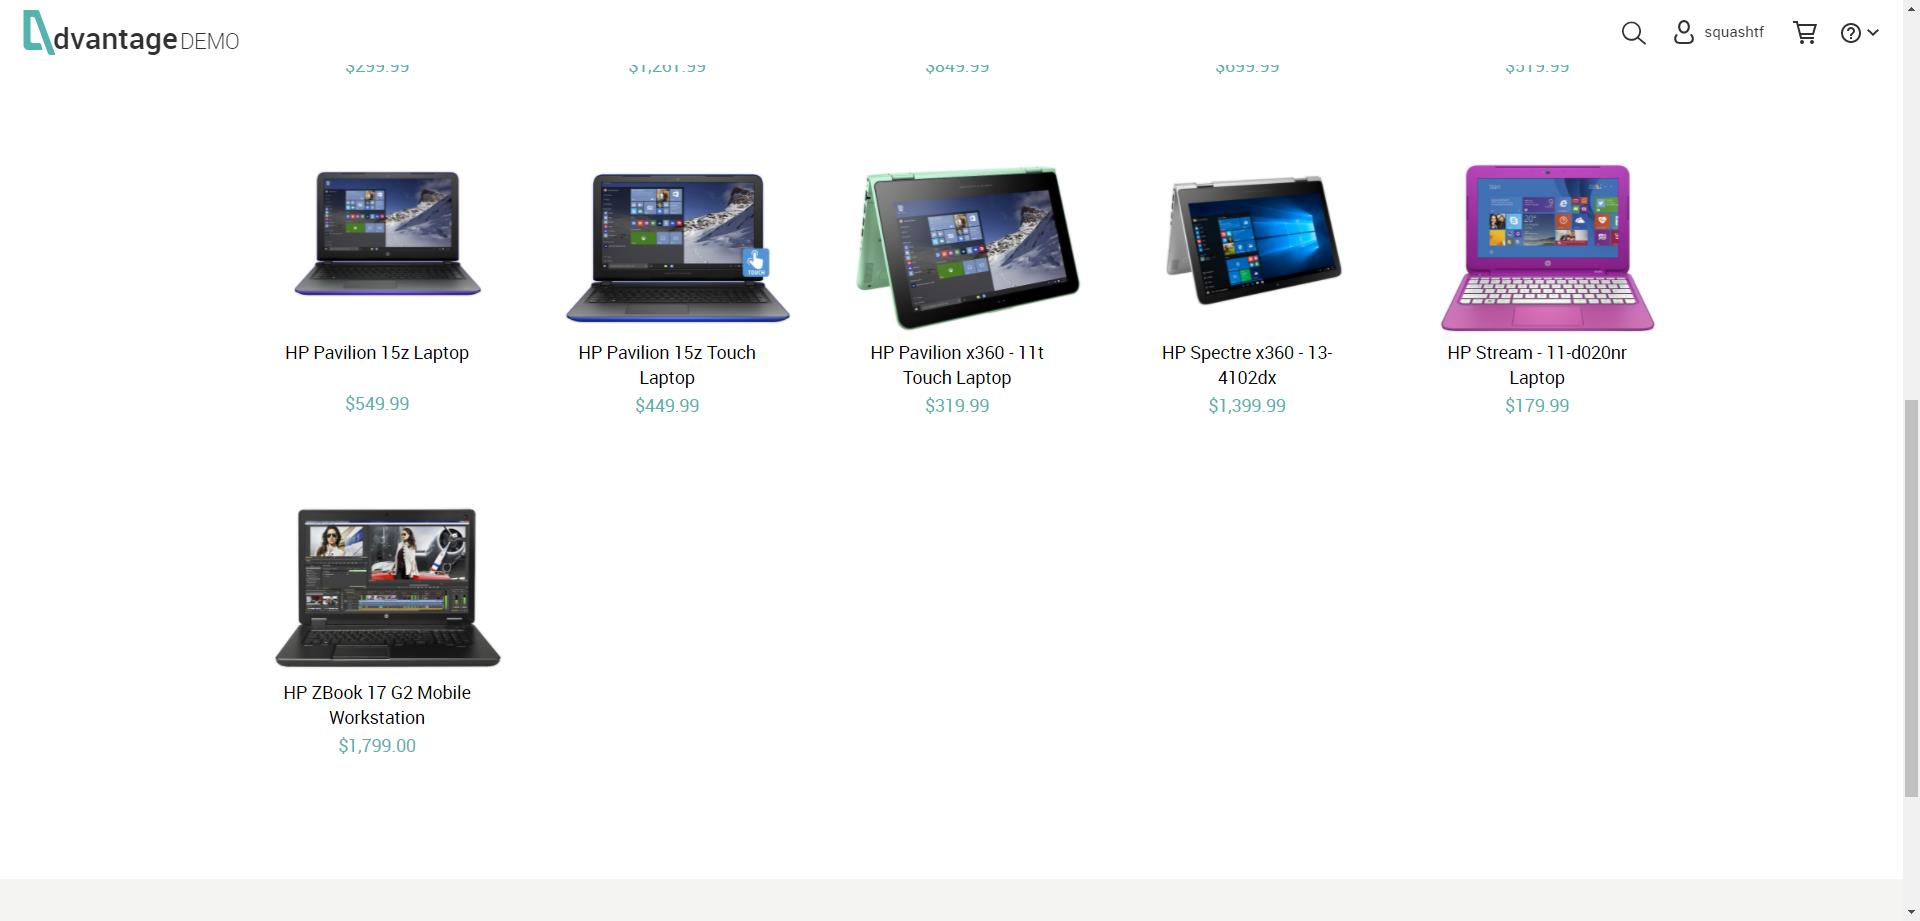 dvantage DEMO
squashtf
$299.99 $1,261.99 $849.99 $699.99 $519.99
TOUCH
HP Pavilion 15z Laptop
$549.99
HP Pavilion 15z Touch
Laptop
$449.99
HP Pavilion x360 - 11t
Touch Laptop
$319.99
HP Spectre x360 - 13-
4102dx
$1,399.99
HP Stream - 11-d020nr
Laptop
$179.99
HP ZBook 17 G2 Mobile
Workstation
$1,799.00